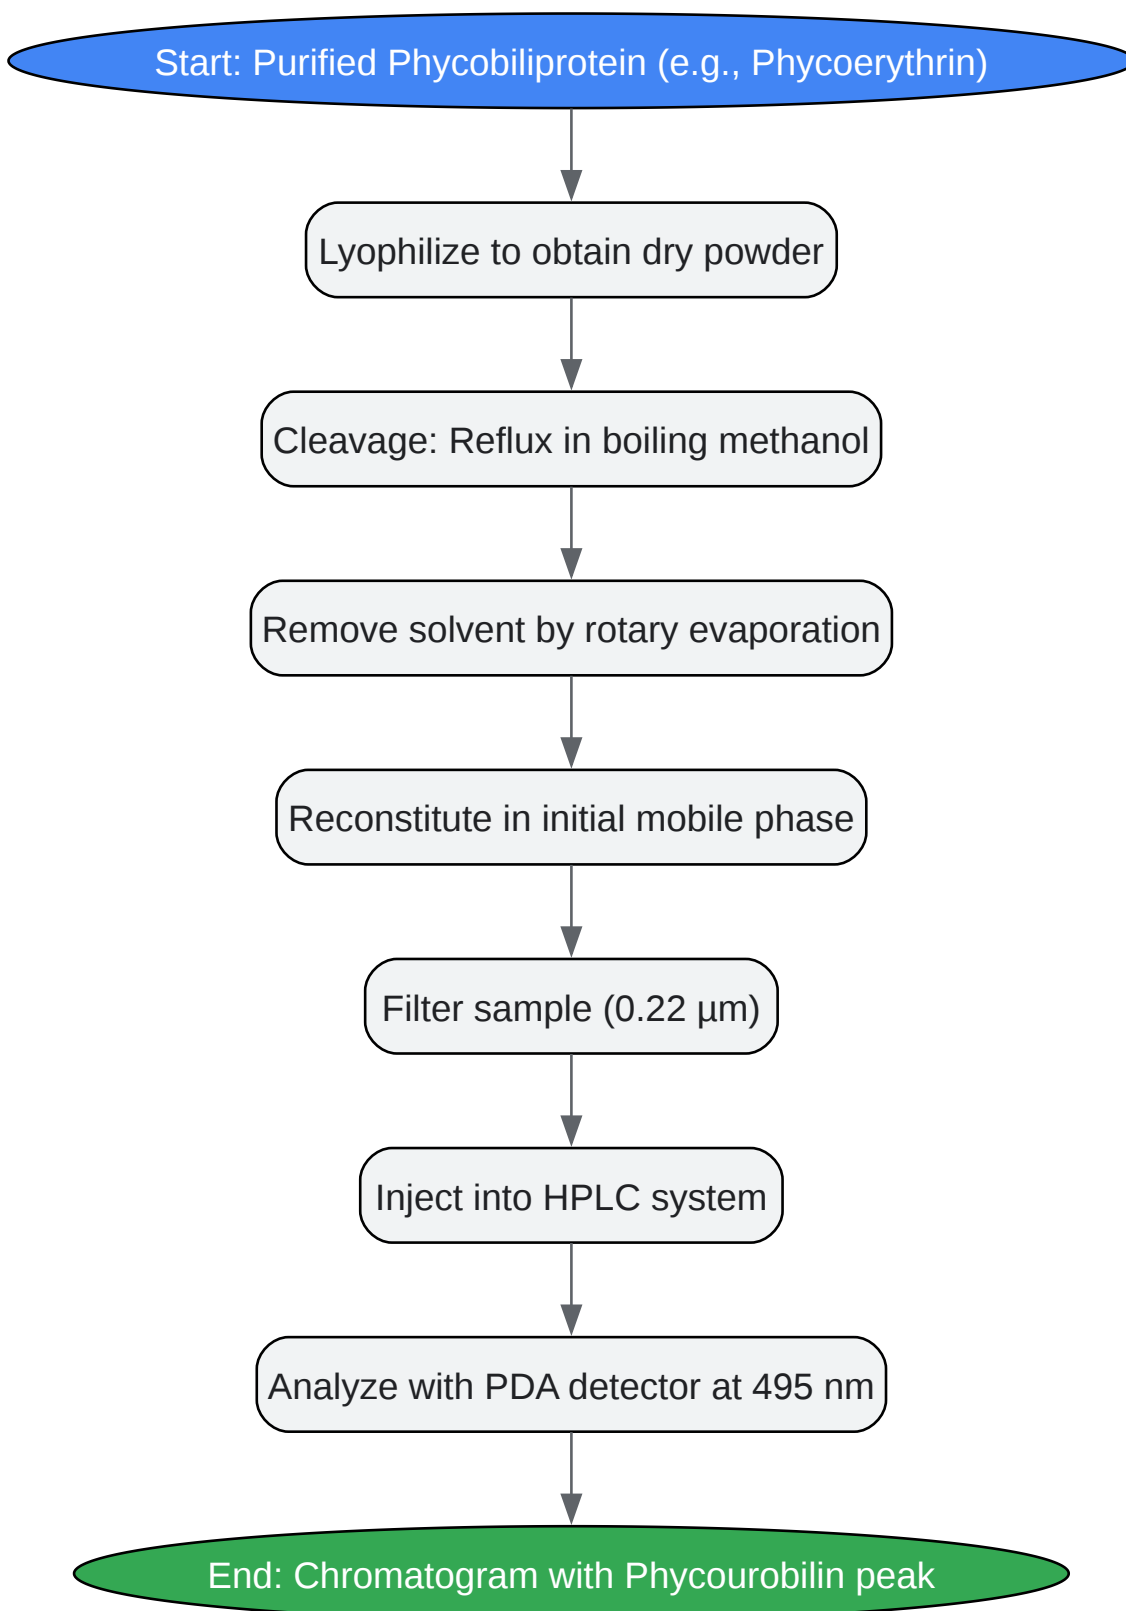 Start: Purified Phycobiliprotein (e.g., Phycoerythrin)
Lyophilize to obtain dry powder
Cleavage: Reflux in boiling methanol
Remove solvent by rotary evaporation
Reconstitute in initial mobile phase
Filter sample (0.22 µm)
Inject into HPLC system
Analyze with PDA detector at 495 nm
End: Chromatogram with Phycourobilin peak